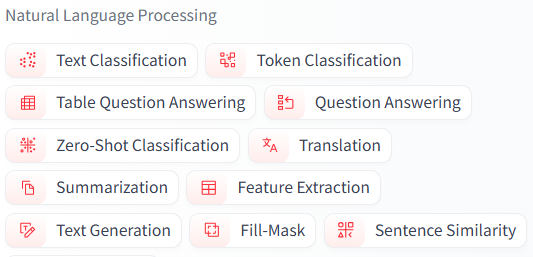 Natural Language Processing
Text Classification Token Classification
Table Question Answering Question Answering
Zero-Shot Classification Translation
Summarization Feature Extraction
Text Generation Fill-Mask Sentence Similarity